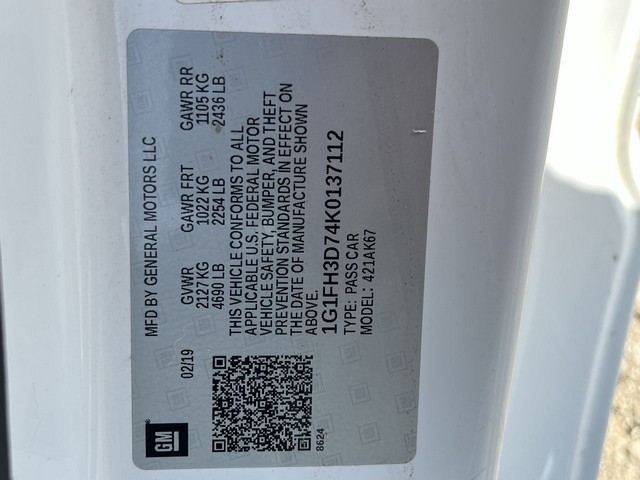 GM
MFD BY GENERAL MOTORS LLC
02/19
GVWR GAWR FRT GAWR RR
2127 KG 1022 KG 1105 KG
4690 LB 2254 LB 2436 LB
THIS VEHICLE CONFORMS TO ALL
APPLICABLE U.S. FEDERAL MOTOR
VEHICLE SAFETY, BUMPER, AND THEFT
PREVENTION STANDARDS IN EFFECT ON
THE DATE OF MANUFACTURE SHOWN
ABOVE.
1G1FH3D74K0137112
TYPE: PASS CAR
MODEL: 421AK67
8624